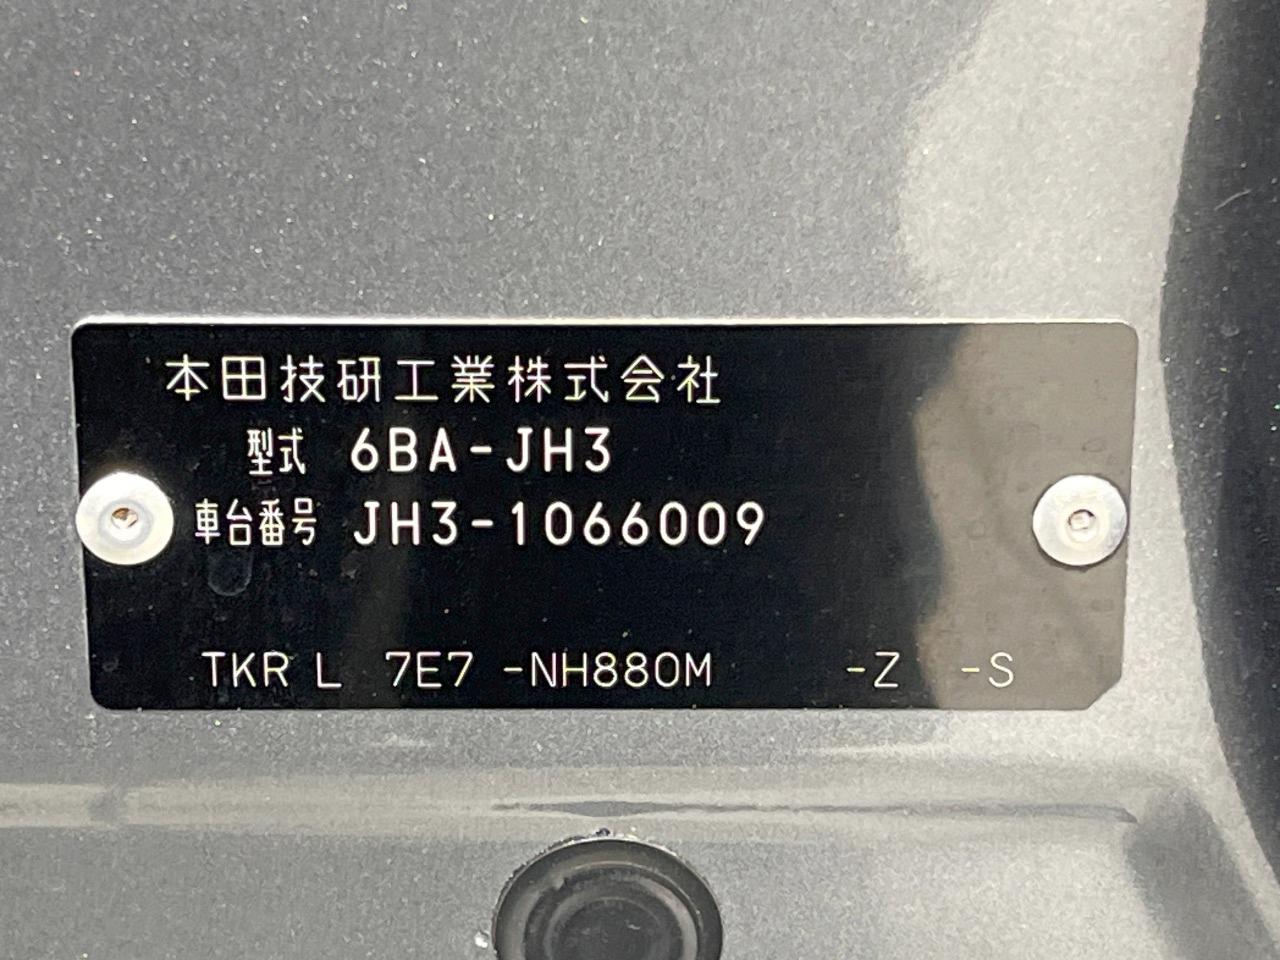 本田技研工業株式会社
型式 6BA-JH3
車台番号 JH3-1066009
TKR L 7E7 -NH880M -Z -S